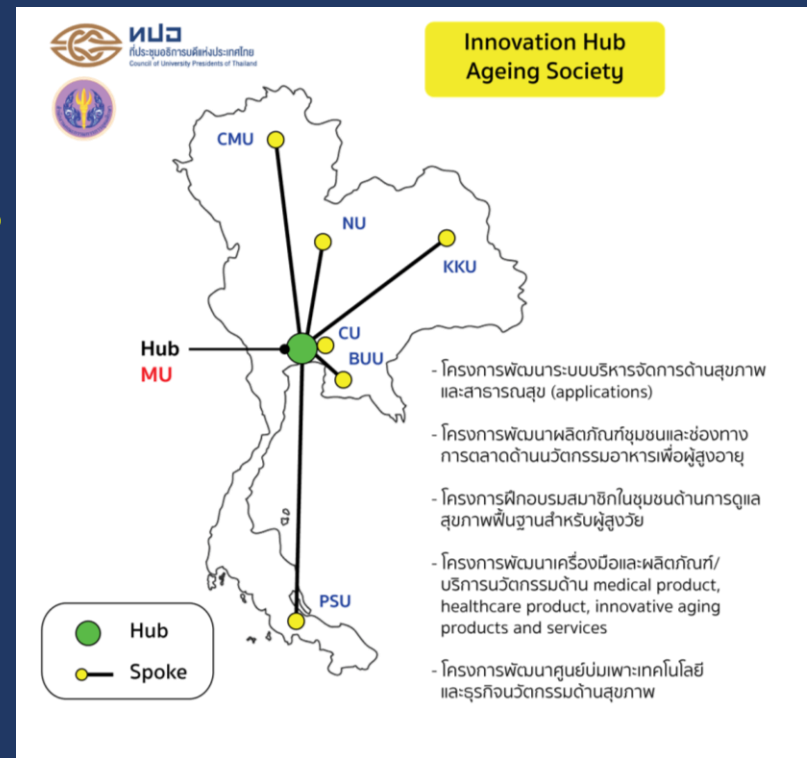 ทปอ
ที่ประชุมอธิการบดีแห่งประเทศไทย
Council of University Presidents of Thailand
Innovation Hub
Ageing Society
CMU
NU
KKU
CU
BUU
Hub
MU
PSU
Hub
Spoke
- โครงการพัฒนาระบบบริหารจัดการด้านสุขภาพ
และสาธารณสุข (applications)
- โครงการพัฒนาผลิตภัณฑ์ชุมชนและช่องทาง
การตลาดด้านนวัตกรรมอาหารเพื่อผู้สูงอายุ
- โครงการฝึกอบรมสมาชิกในชุมชนด้านการดูแล
สุขภาพพื้นฐานสำหรับผู้สูงวัย
- โครงการพัฒนาเครื่องมือและผลิตภัณฑ์/
บริการนวัตกรรมด้าน medical product,
healthcare product, innovative aging
products and services
- โครงการพัฒนาศูนย์บ่มเพาะเทคโนโลยี
และธุรกิจนวัตกรรมด้านสุขภาพ